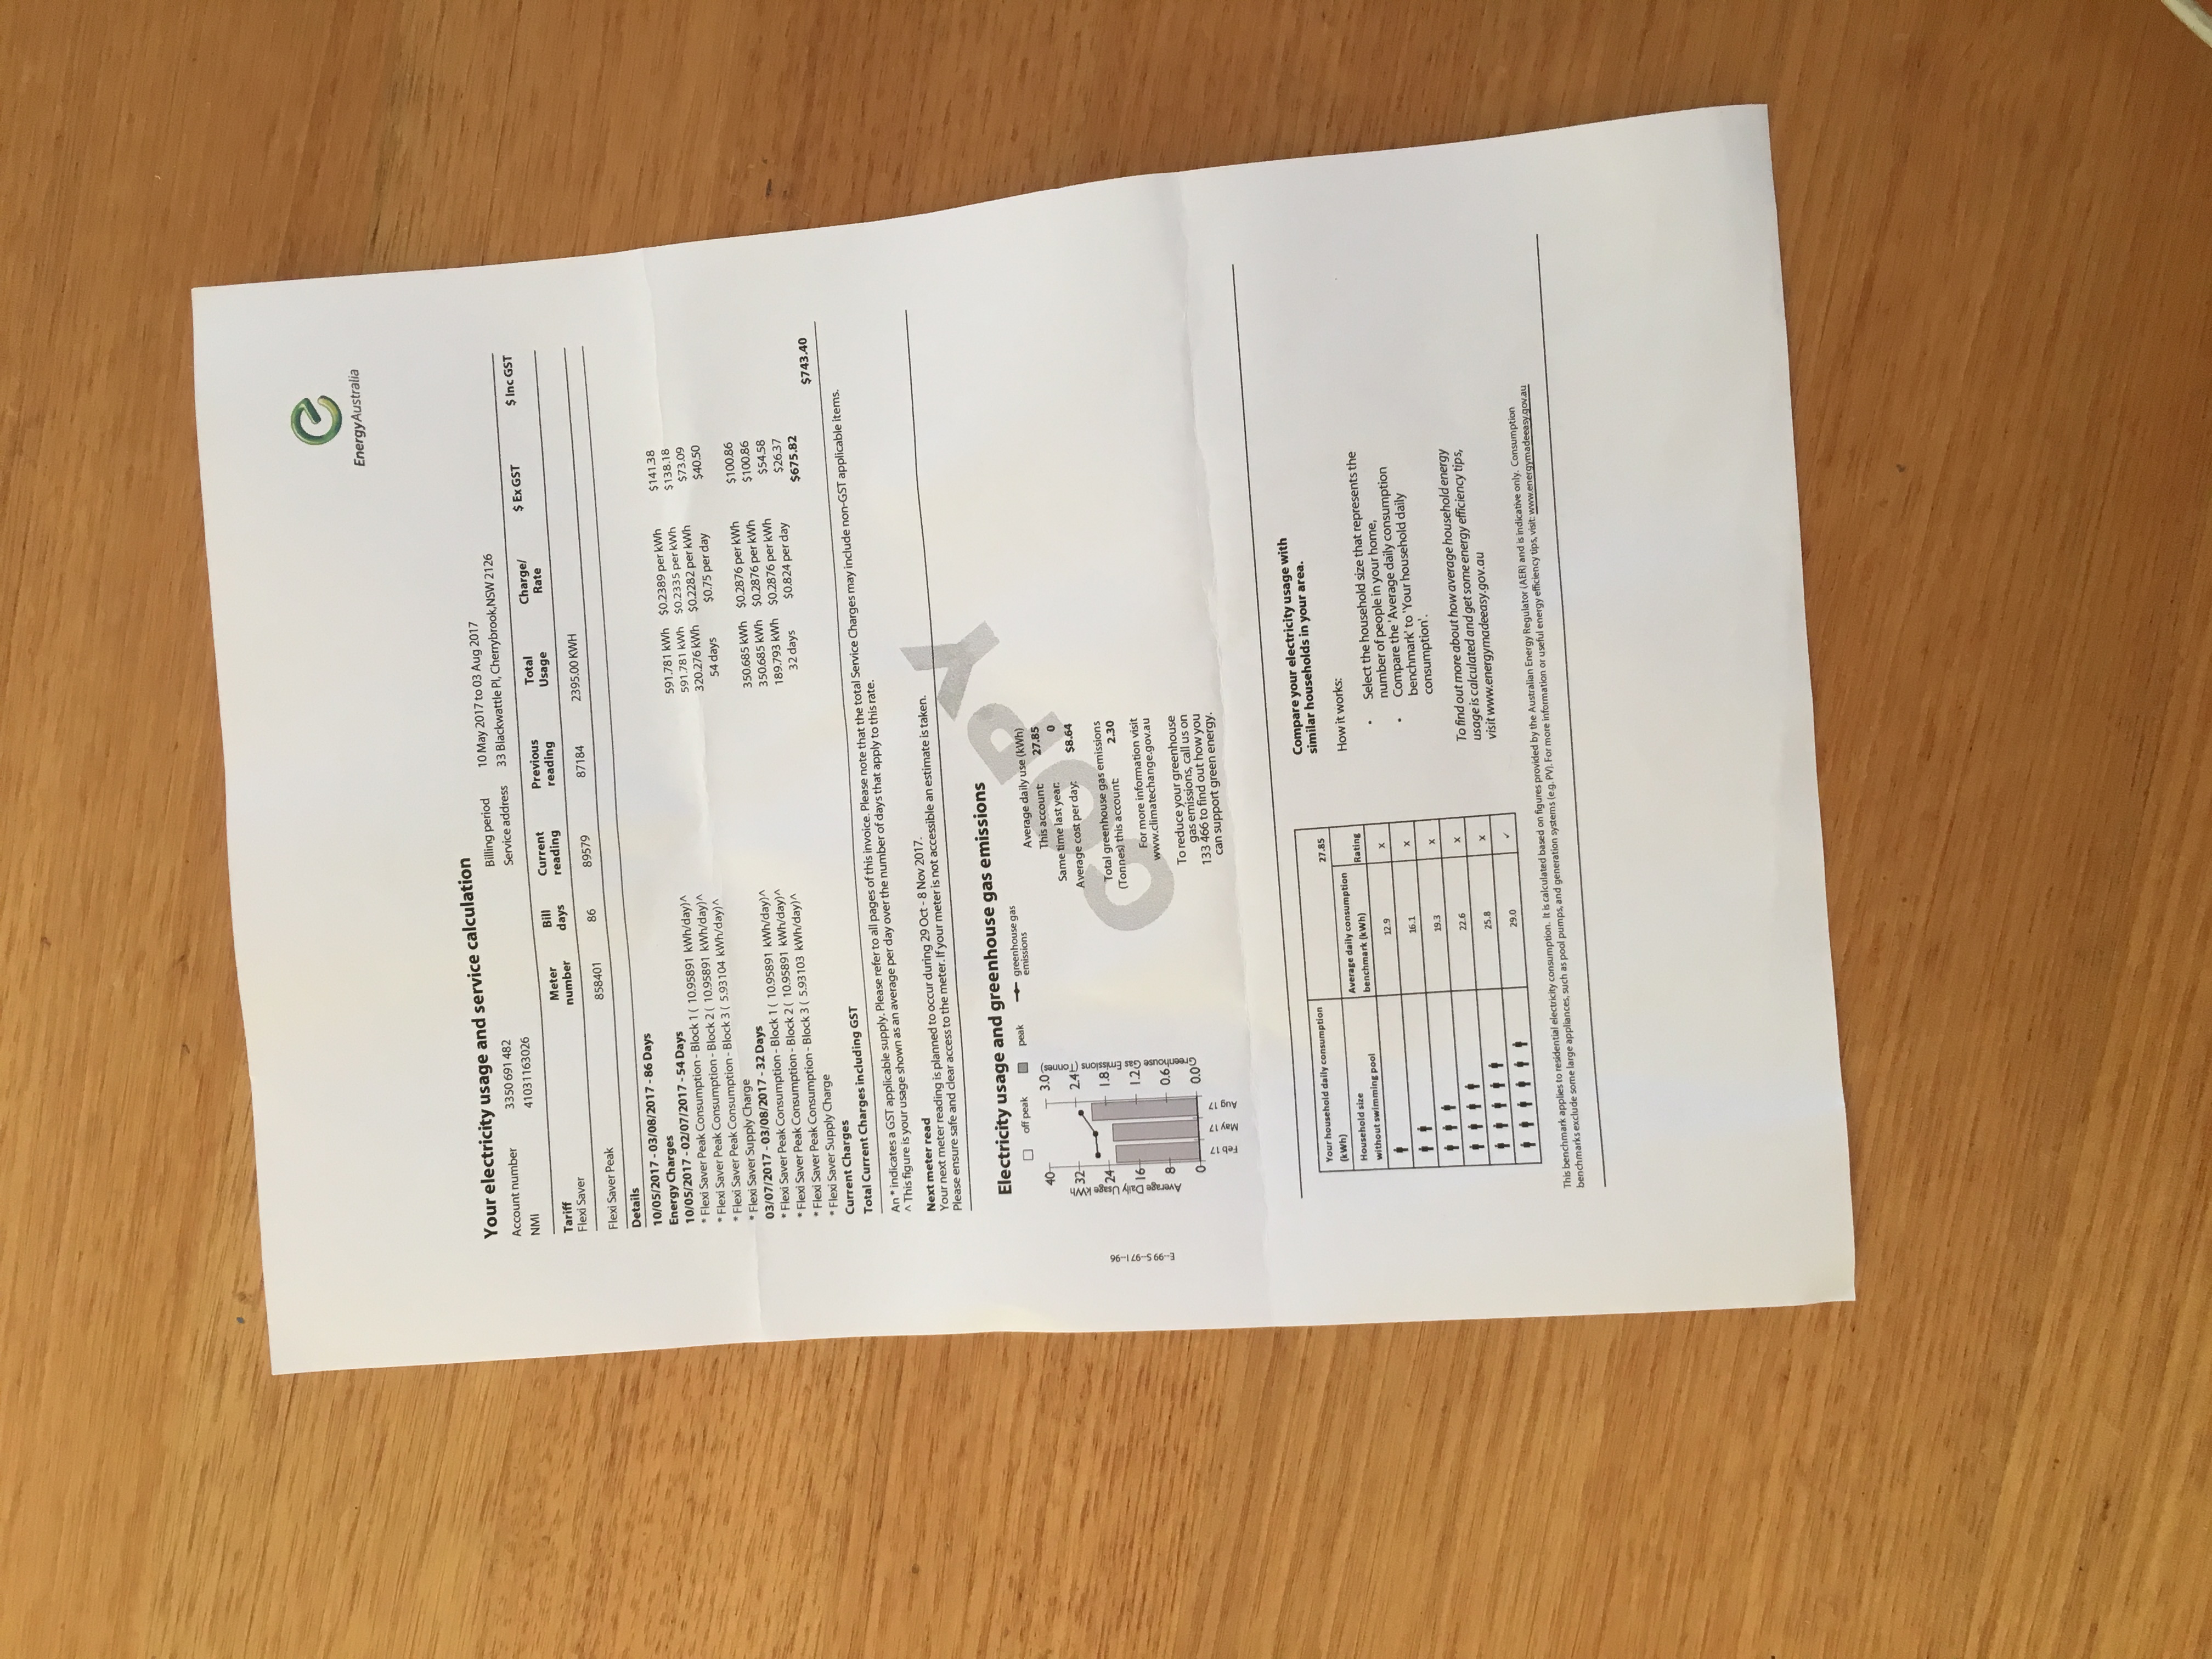 EnergyAustralia
Your electricity usage and service calculation
Account number 3350 691 482 Billing period 10 May 2017 to 03 Aug 2017
NMI 41031163026 Service address 33 Blackwattle Pl, Cherrybrook,NSW 2126
Tariff Meter number Bill days Current reading Previous reading Total Usage Charge/ Rate $ Ex GST $ Inc GST
Flexi Saver
Flexi Saver Peak 858401 86 89579 87184 2395.00 KWH
Details
10/05/2017 - 03/08/2017 - 86 Days
Energy Charges
10/05/2017 - 02/07/2017 - 54 Days
* Flexi Saver Peak Consumption - Block 1 ( 10.95891 kWh/day)^ 591.781 kWh $0.2389 per kWh $141.38
* Flexi Saver Peak Consumption - Block 2 ( 10.95891 kWh/day)^ 591.781 kWh $0.2335 per kWh $138.18
* Flexi Saver Peak Consumption - Block 3 ( 5.93104 kWh/day)^ 320.276 kWh $0.2282 per kWh $73.09
* Flexi Saver Supply Charge 54 days $0.75 per day $40.50
03/07/2017 - 03/08/2017 - 32 Days
* Flexi Saver Peak Consumption - Block 1 ( 10.95891 kWh/day)^ 350.685 kWh $0.2876 per kWh $100.86
* Flexi Saver Peak Consumption - Block 2 ( 10.95891 kWh/day)^ 350.685 kWh $0.2876 per kWh $100.86
* Flexi Saver Peak Consumption - Block 3 ( 5.93103 kWh/day)^ 189.793 kWh $0.2876 per kWh $54.58
* Flexi Saver Supply Charge 32 days $0.824 per day $26.37
Current Charges $675.82
Total Current Charges including GST $743.40
An * indicates a GST applicable supply. Please refer to all pages of this invoice. Please note that the total Service Charges may include non-GST applicable items.
^ This figure is your usage shown as an average per day over the number of days that apply to this rate.
Next meter read
Your next meter reading is planned to occur during 29 Oct - 8 Nov 2017.
Please ensure safe and clear access to the meter. If your meter is not accessible an estimate is taken.
COPY
Electricity usage and greenhouse gas emissions
off peak peak greenhouse gas emissions
Average Daily Usage kWh
40
32
24
16
8
0
3.0
2.4
1.8
1.2
0.6
0.0
Greenhouse Gas Emissions (Tonnes)
Feb 17
May 17
Aug 17
Average daily use (kWh)
This account: 27.85
Same time last year: 0
Average cost per day: $8.64
Total greenhouse gas emissions
(Tonnes) this account: 2.30
For more information visit
www.climatechange.gov.au
To reduce your greenhouse
gas emissions, call us on
133 466 to find out how you
can support green energy.
E--99 S--97 I--96
Your household daily consumption (kWh) 27.85
Household size without swimming pool Average daily consumption benchmark (kWh) Rating
12.9 x
16.1 x
19.3 x
22.6 x
25.8 x
29.0 ✓
Compare your electricity usage with
similar households in your area.
How it works:
• Select the household size that represents the
number of people in your home,
• Compare the 'Average daily consumption
benchmark' to 'Your household daily
consumption'.
To find out more about how average household energy
usage is calculated and get some energy efficiency tips,
visit www.energymadeeasy.gov.au
This benchmark applies to residential electricity consumption. It is calculated based on figures provided by the Australian Energy Regulator (AER) and is indicative only. Consumption
benchmarks exclude some large appliances, such as pool pumps, and generation systems (e.g. PV). For more information or useful energy efficiency tips, visit: www.energymadeeasy.gov.au